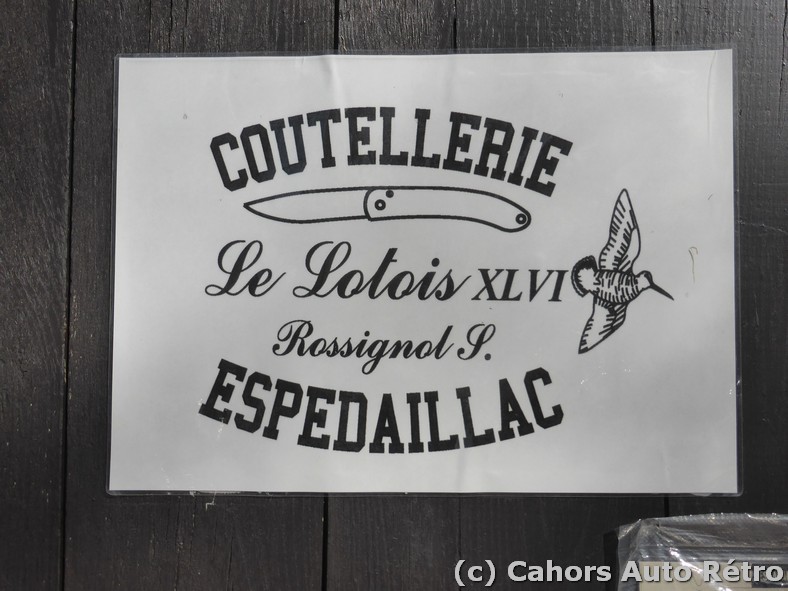 COUTELLERIE
Le Lotois XLVI
Rossignol S.
ESPEDAILLAC
(c) Cahors Auto Rétro